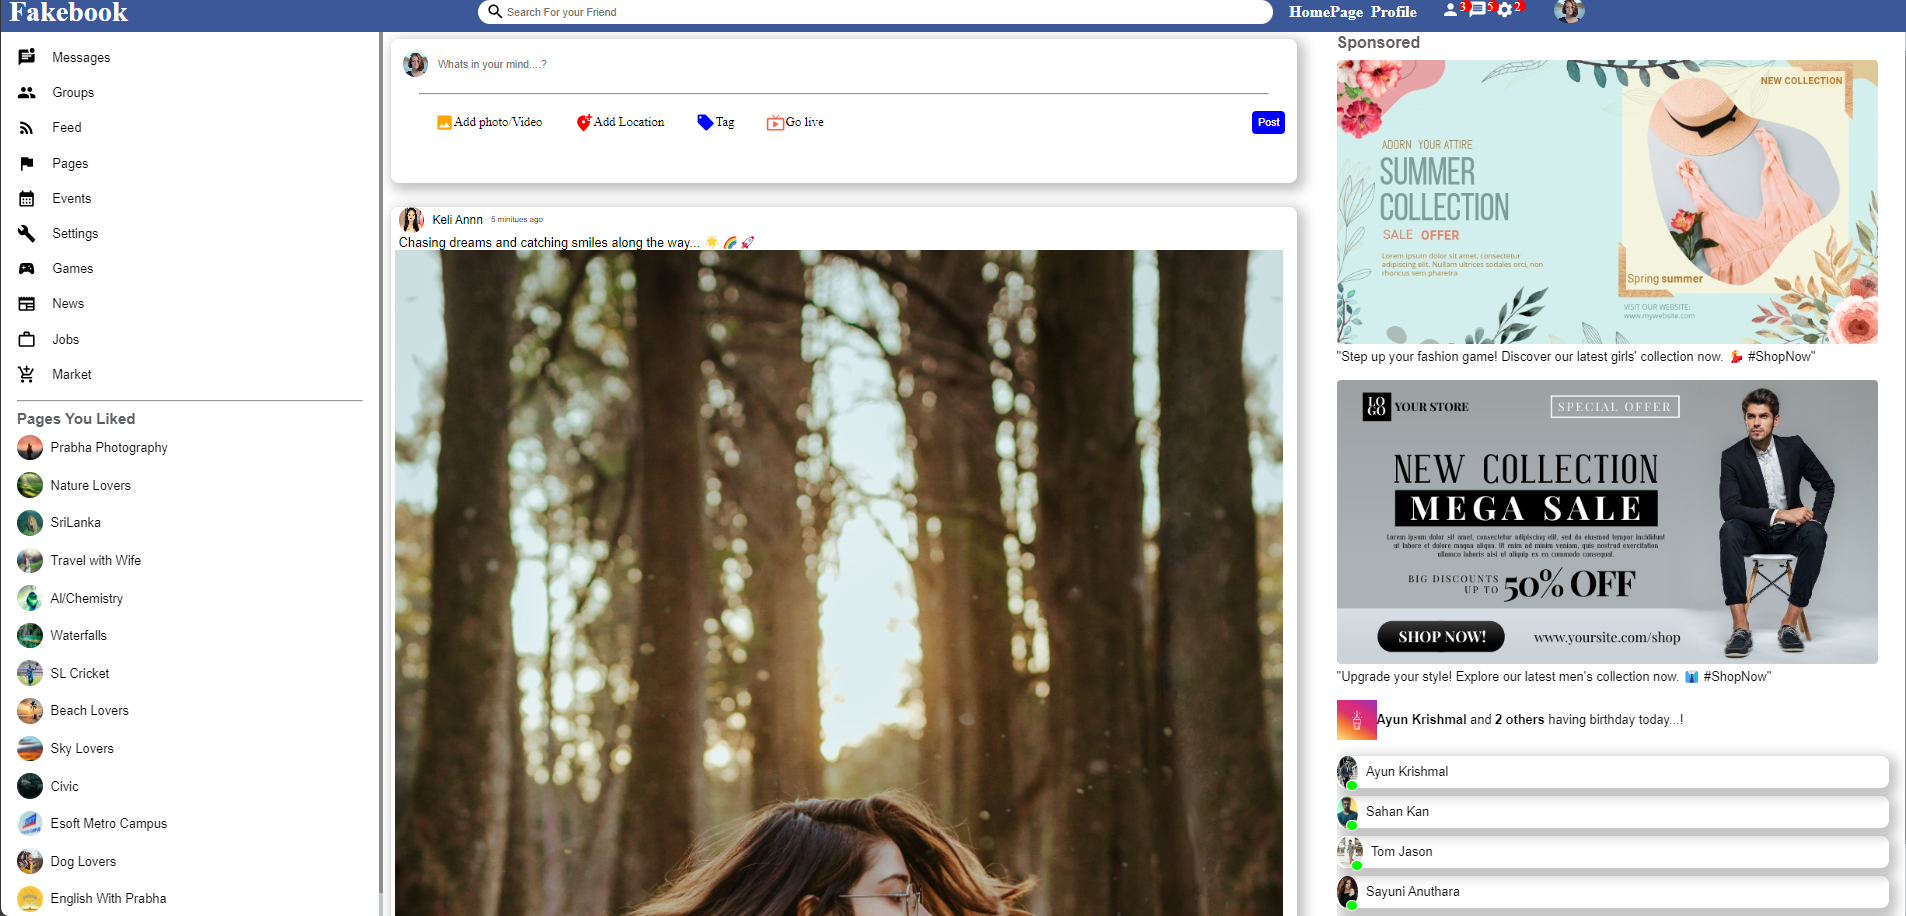 Fakebook
Search For your Friend
HomePage Profile
3 5 2
Messages
Groups
Feed
Pages
Events
Settings
Games
News
Jobs
Market
Pages You Liked
Prabha Photography
Nature Lovers
SriLanka
Travel with Wife
AI/Chemistry
Waterfalls
SL Cricket
Beach Lovers
Sky Lovers
Civic
Esoft Metro Campus
Dog Lovers
English With Prabha
Whats in your mind....?
Add photo/Video Add Location Tag Go live Post
Keli Annn 5 minitues ago
Chasing dreams and catching smiles along the way... 🌟 🌈 🚀
Sponsored
NEW COLLECTION
ADORN YOUR ATTIRE
SUMMER
COLLECTION
SALE OFFER
Lorem ipsum dolor sit amet, consectetur
adipiscing elit. Nullam ultrices sodales orci, non
rhoncus sem pharetra
Spring summer
VISIT OUR WEBSITE:
www.mywebsite.com
"Step up your fashion game! Discover our latest girls' collection now. 💃 #ShopNow"
LO
GO
YOUR STORE
SPECIAL OFFER
NEW COLLECTION
MEGA SALE
Lorem ipsum dolor sit amet, consectetur adipiscing elit, sed do eiusmod tempor incididunt
ut labore et dolore magna aliqua. Ut enim ad minim veniam, quis nostrud exercitation
ullamco laboris nisi ut aliquip ex ea commodo consequat.
BIG DISCOUNTS
UP TO
50% OFF
SHOP NOW!
www.yoursite.com/shop
"Upgrade your style! Explore our latest men's collection now. 👔 #ShopNow"
Ayun Krishmal and 2 others having birthday today...!
Ayun Krishmal
Sahan Kan
Tom Jason
Sayuni Anuthara